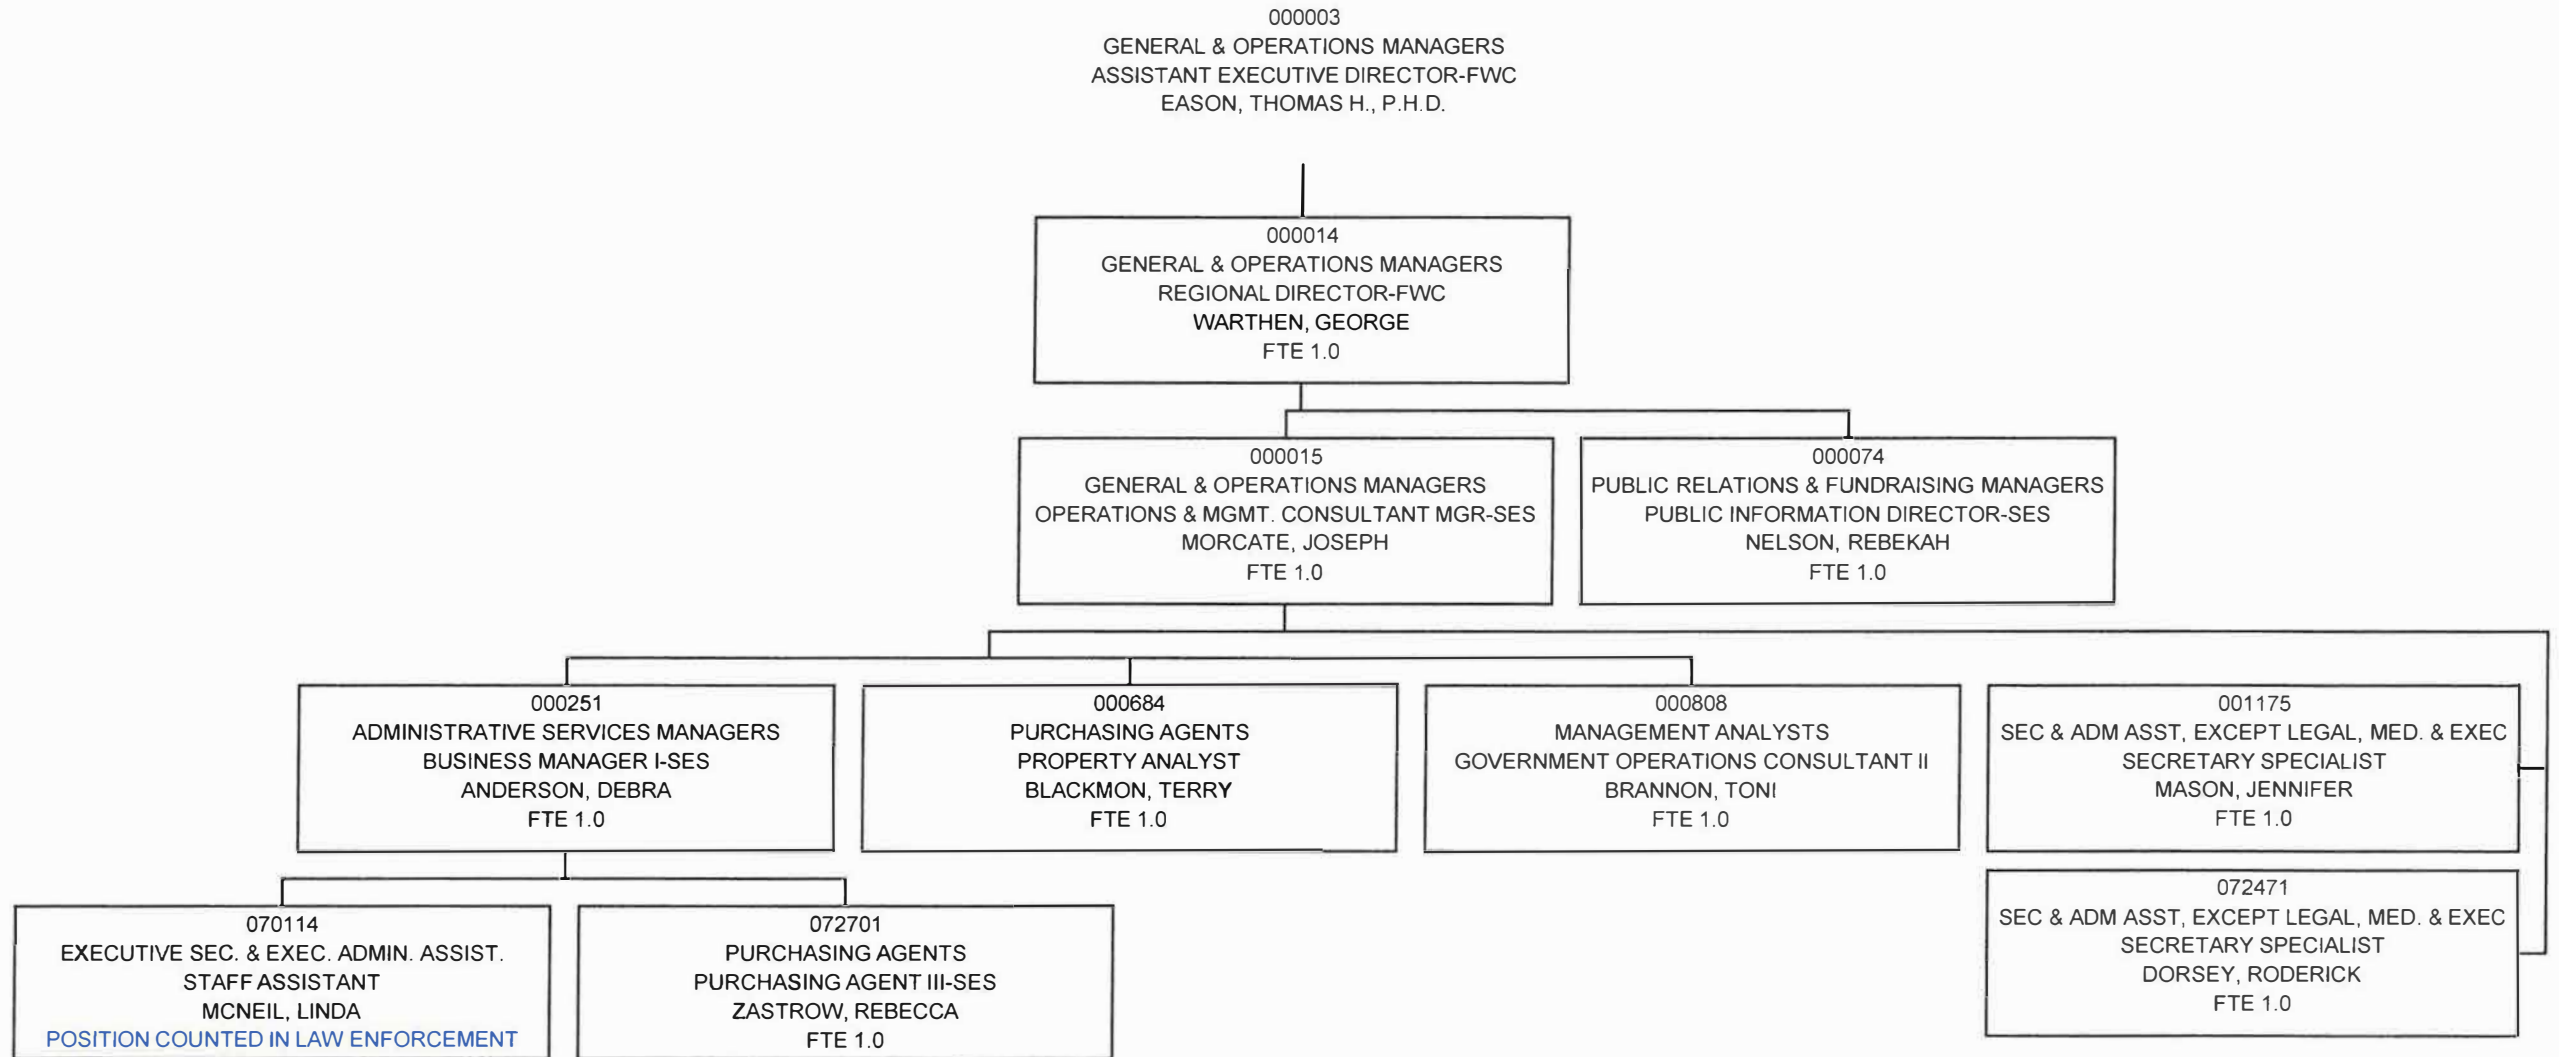 000003
GENERAL & OPERATIONS MANAGERS
ASSISTANT EXECUTIVE DIRECTOR-FWC
EASON, THOMAS H., P.H.D.
000014
GENERAL & OPERATIONS MANAGERS
REGIONAL DIRECTOR-FWC
WARTHEN, GEORGE
FTE 1.0
000015
GENERAL & OPERATIONS MANAGERS
OPERATIONS & MGMT. CONSULTANT MGR-SES
MORCATE, JOSEPH
FTE 1.0
000074
PUBLIC RELATIONS & FUNDRAISING MANAGERS
PUBLIC INFORMATION DIRECTOR-SES
NELSON, REBEKAH
FTE 1.0
000251
ADMINISTRATIVE SERVICES MANAGERS
BUSINESS MANAGER I-SES
ANDERSON, DEBRA
FTE 1.0
000684
PURCHASING AGENTS
PROPERTY ANALYST
BLACKMON, TERRY
FTE 1.0
000808
MANAGEMENT ANALYSTS
GOVERNMENT OPERATIONS CONSULTANT II
BRANNON, TONI
FTE 1.0
001175
SEC & ADM ASST, EXCEPT LEGAL, MED. & EXEC
SECRETARY SPECIALIST
MASON, JENNIFER
FTE 1.0
072471
SEC & ADM ASST, EXCEPT LEGAL, MED. & EXEC
SECRETARY SPECIALIST
DORSEY, RODERICK
FTE 1.0
070114
EXECUTIVE SEC. & EXEC. ADMIN. ASSIST.
STAFF ASSISTANT
MCNEIL, LINDA
POSITION COUNTED IN LAW ENFORCEMENT
072701
PURCHASING AGENTS
PURCHASING AGENT III-SES
ZASTROW, REBECCA
FTE 1.0